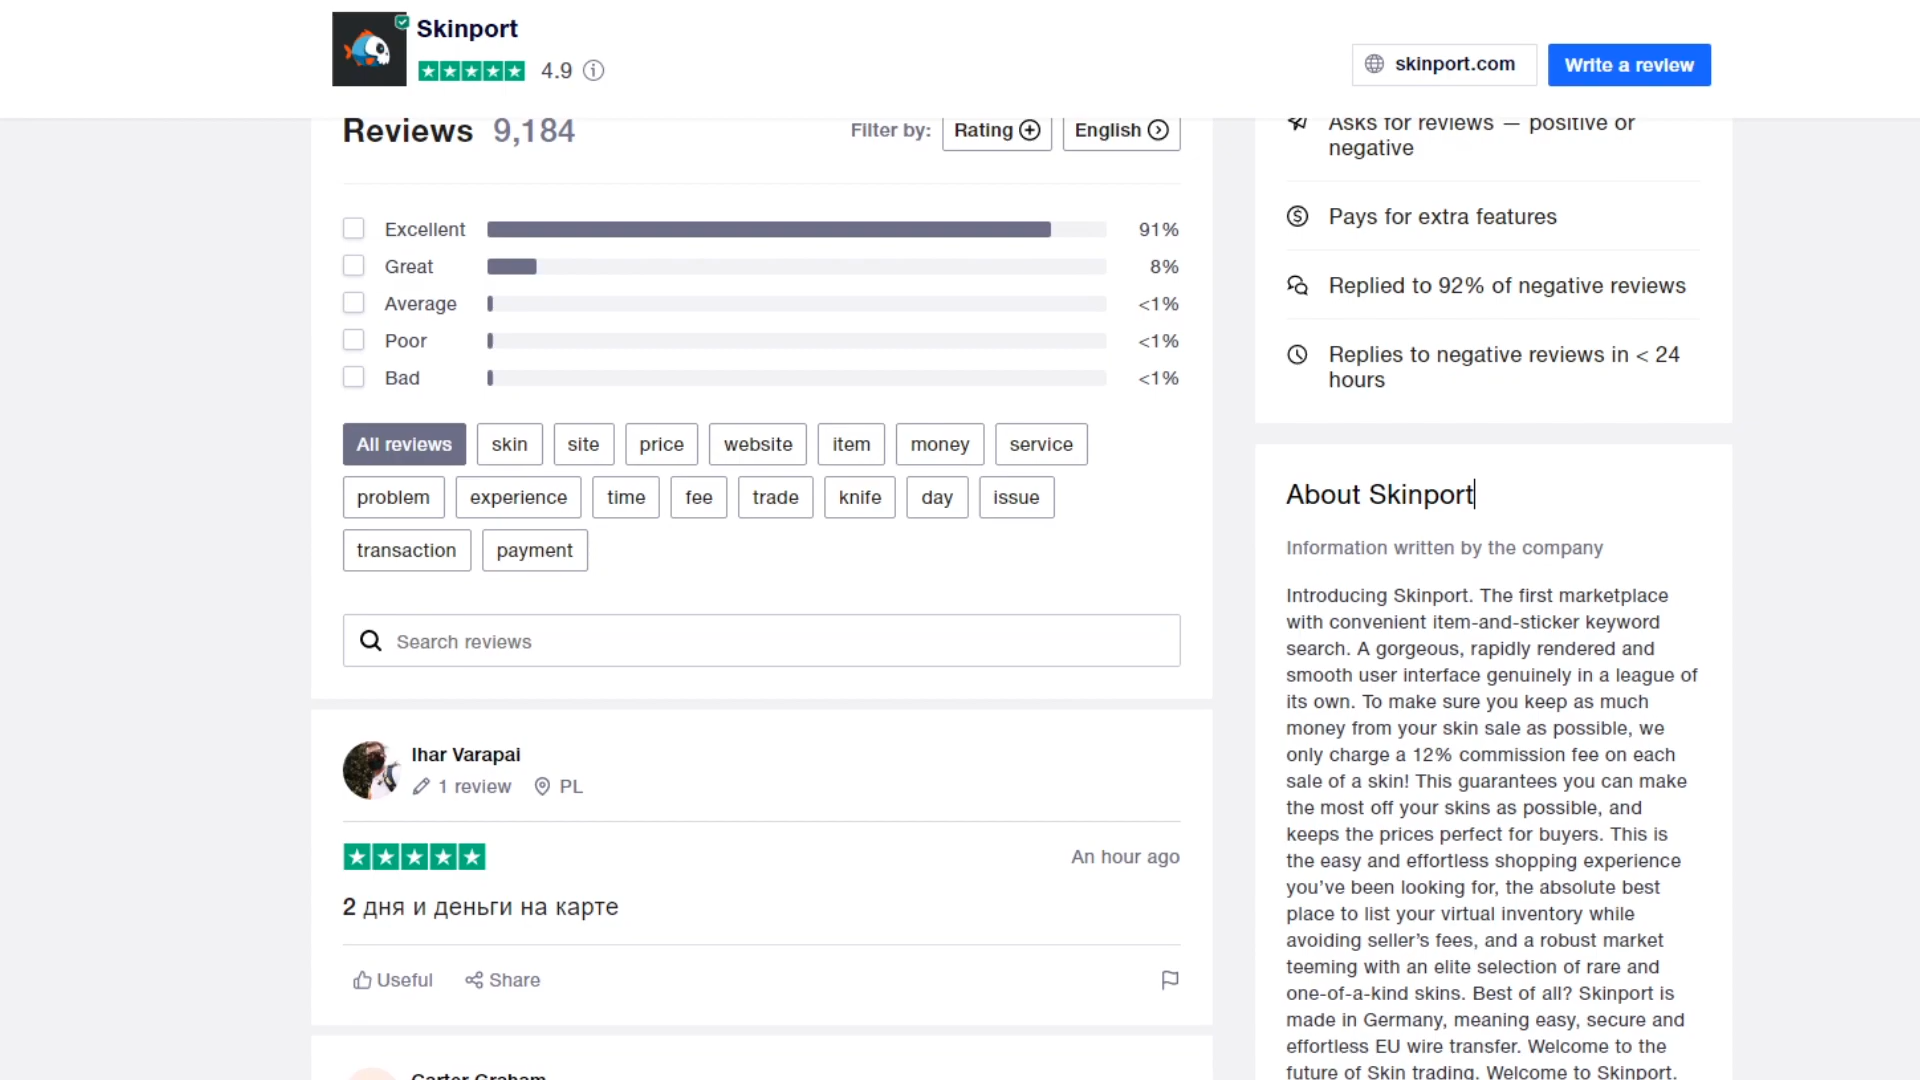 Skinport
4.9
skinport.com
Write a review
Reviews 9,184
Filter by:
Rating
English
Excellent 91%
Great 8%
Average <1%
Poor <1%
Bad <1%
All reviews
skin
site
price
website
item
money
service
problem
experience
time
fee
trade
knife
day
issue
transaction
payment
Search reviews
Ihar Varapai
1 review
PL
An hour ago
2 дня и деньги на карте
Useful
Share
Carter Graham
Asks for reviews — positive or
negative
Pays for extra features
Replied to 92% of negative reviews
Replies to negative reviews in < 24
hours
About Skinport
Information written by the company
Introducing Skinport. The first marketplace
with convenient item-and-sticker keyword
search. A gorgeous, rapidly rendered and
smooth user interface genuinely in a league of
its own. To make sure you keep as much
money from your skin sale as possible, we
only charge a 12% commission fee on each
sale of a skin! This guarantees you can make
the most off your skins as possible, and
keeps the prices perfect for buyers. This is
the easy and effortless shopping experience
you’ve been looking for, the absolute best
place to list your virtual inventory while
avoiding seller’s fees, and a robust market
teeming with an elite selection of rare and
one-of-a-kind skins. Best of all? Skinport is
made in Germany, meaning easy, secure and
effortless EU wire transfer. Welcome to the
future of Skin trading. Welcome to Skinport.